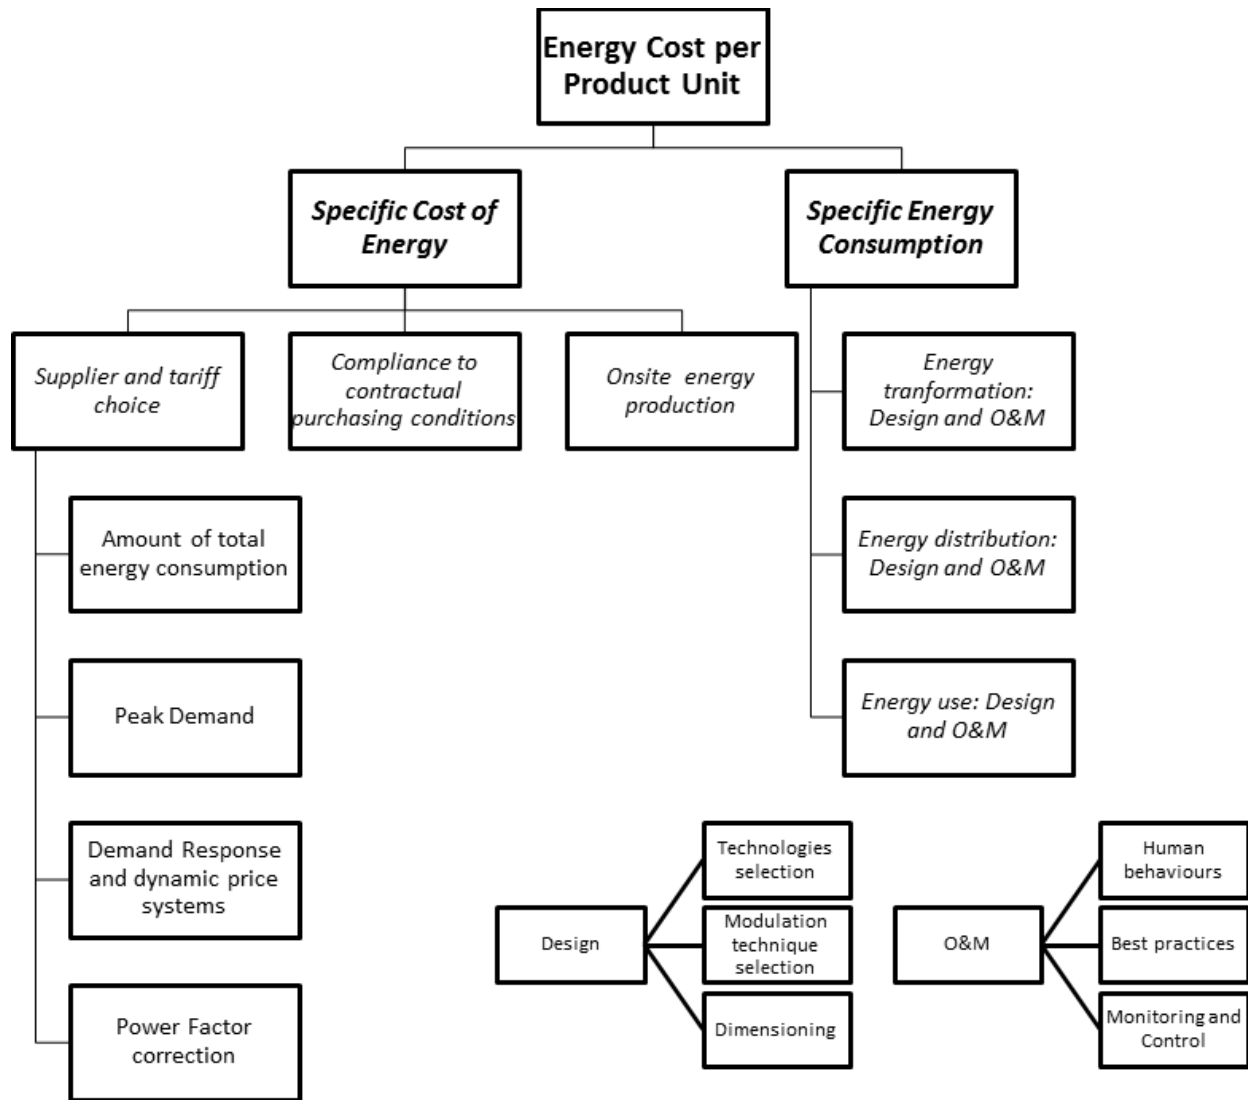 Energy Cost per
Product Unit
Specific Cost of
Energy
Specific Energy
Consumption
Supplier and tariff
choice
Compliance to
contractual
purchasing conditions
Onsite energy
production
Energy
tranformation:
Design and O&M
Amount of total
energy consumption
Energy distribution:
Design and O&M
Peak Demand
Energy use: Design
and O&M
Demand Response
and dynamic price
systems
Power Factor
correction
Design
Technologies
selection
Modulation
technique
selection
Dimensioning
O&M
Human
behaviours
Best practices
Monitoring and
Control